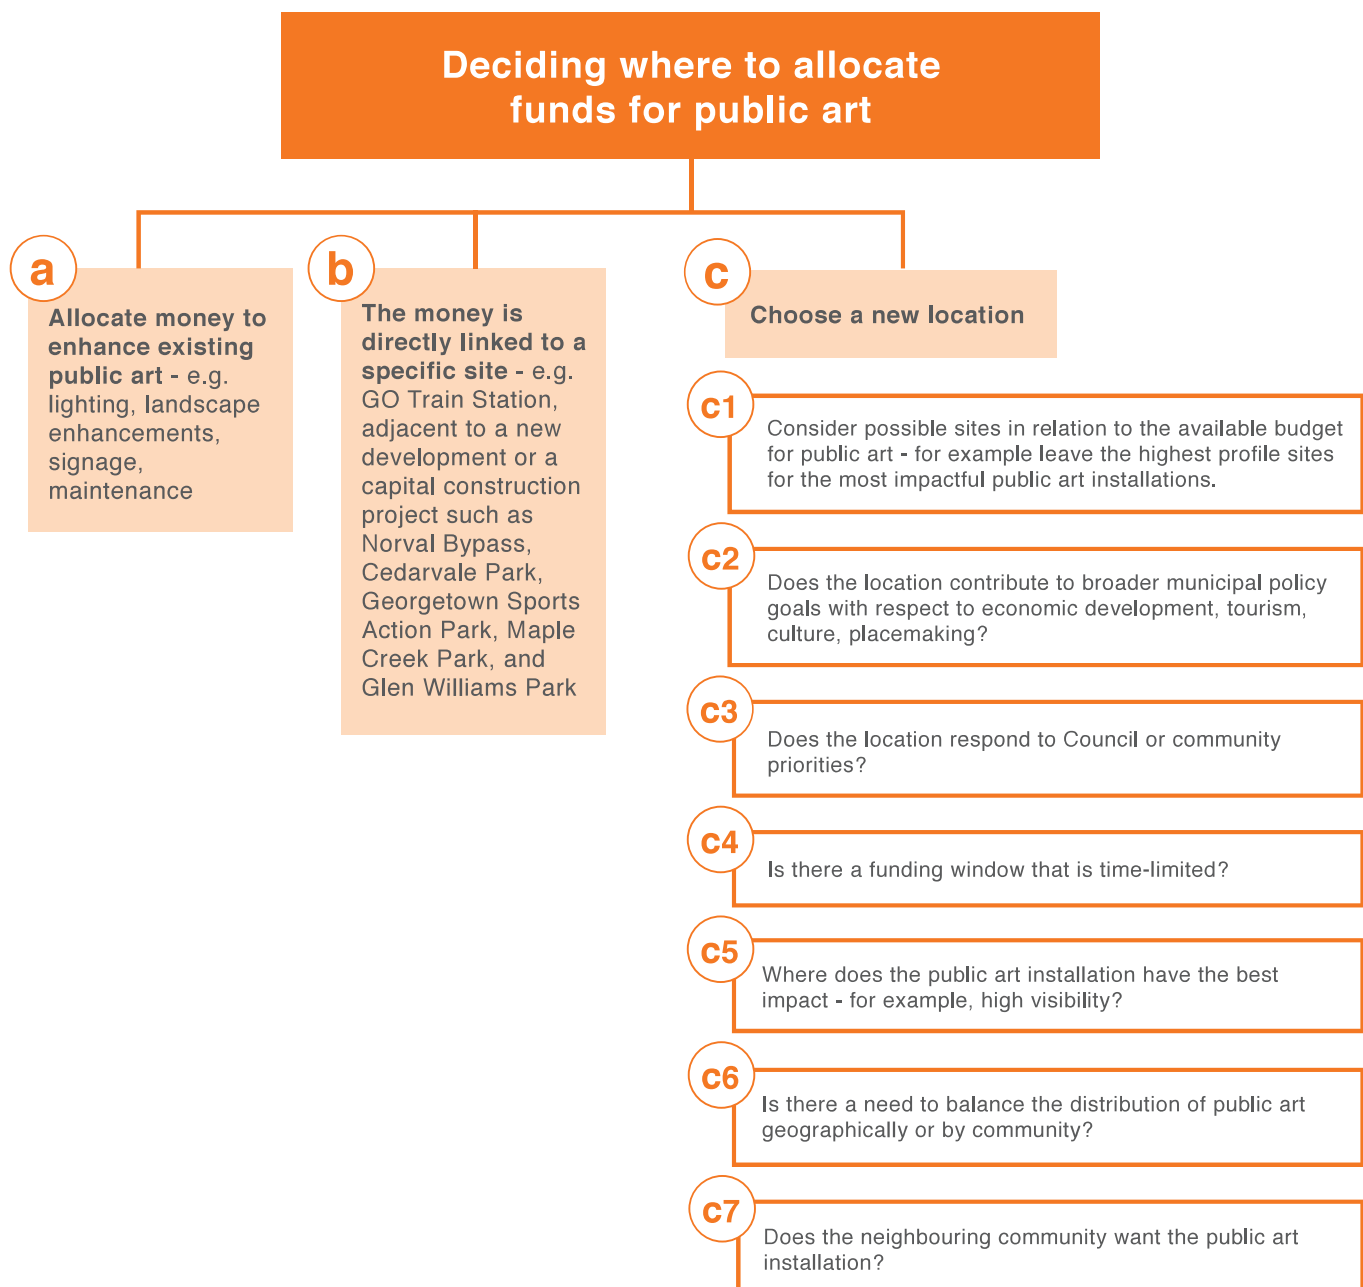 Deciding where to allocate
funds for public art
a
Allocate money to
enhance existing
public art - e.g.
lighting, landscape
enhancements,
signage,
maintenance
b
The money is
directly linked to a
specific site - e.g.
GO Train Station,
adjacent to a new
development or a
capital construction
project such as
Norval Bypass,
Cedarvale Park,
Georgetown Sports
Action Park, Maple
Creek Park, and
Glen Williams Park
c
Choose a new location
c1
Consider possible sites in relation to the available budget
for public art - for example leave the highest profile sites
for the most impactful public art installations.
c2
Does the location contribute to broader municipal policy
goals with respect to economic development, tourism,
culture, placemaking?
c3
Does the location respond to Council or community
priorities?
c4
Is there a funding window that is time-limited?
c5
Where does the public art installation have the best
impact - for example, high visibility?
c6
Is there a need to balance the distribution of public art
geographically or by community?
c7
Does the neighbouring community want the public art
installation?